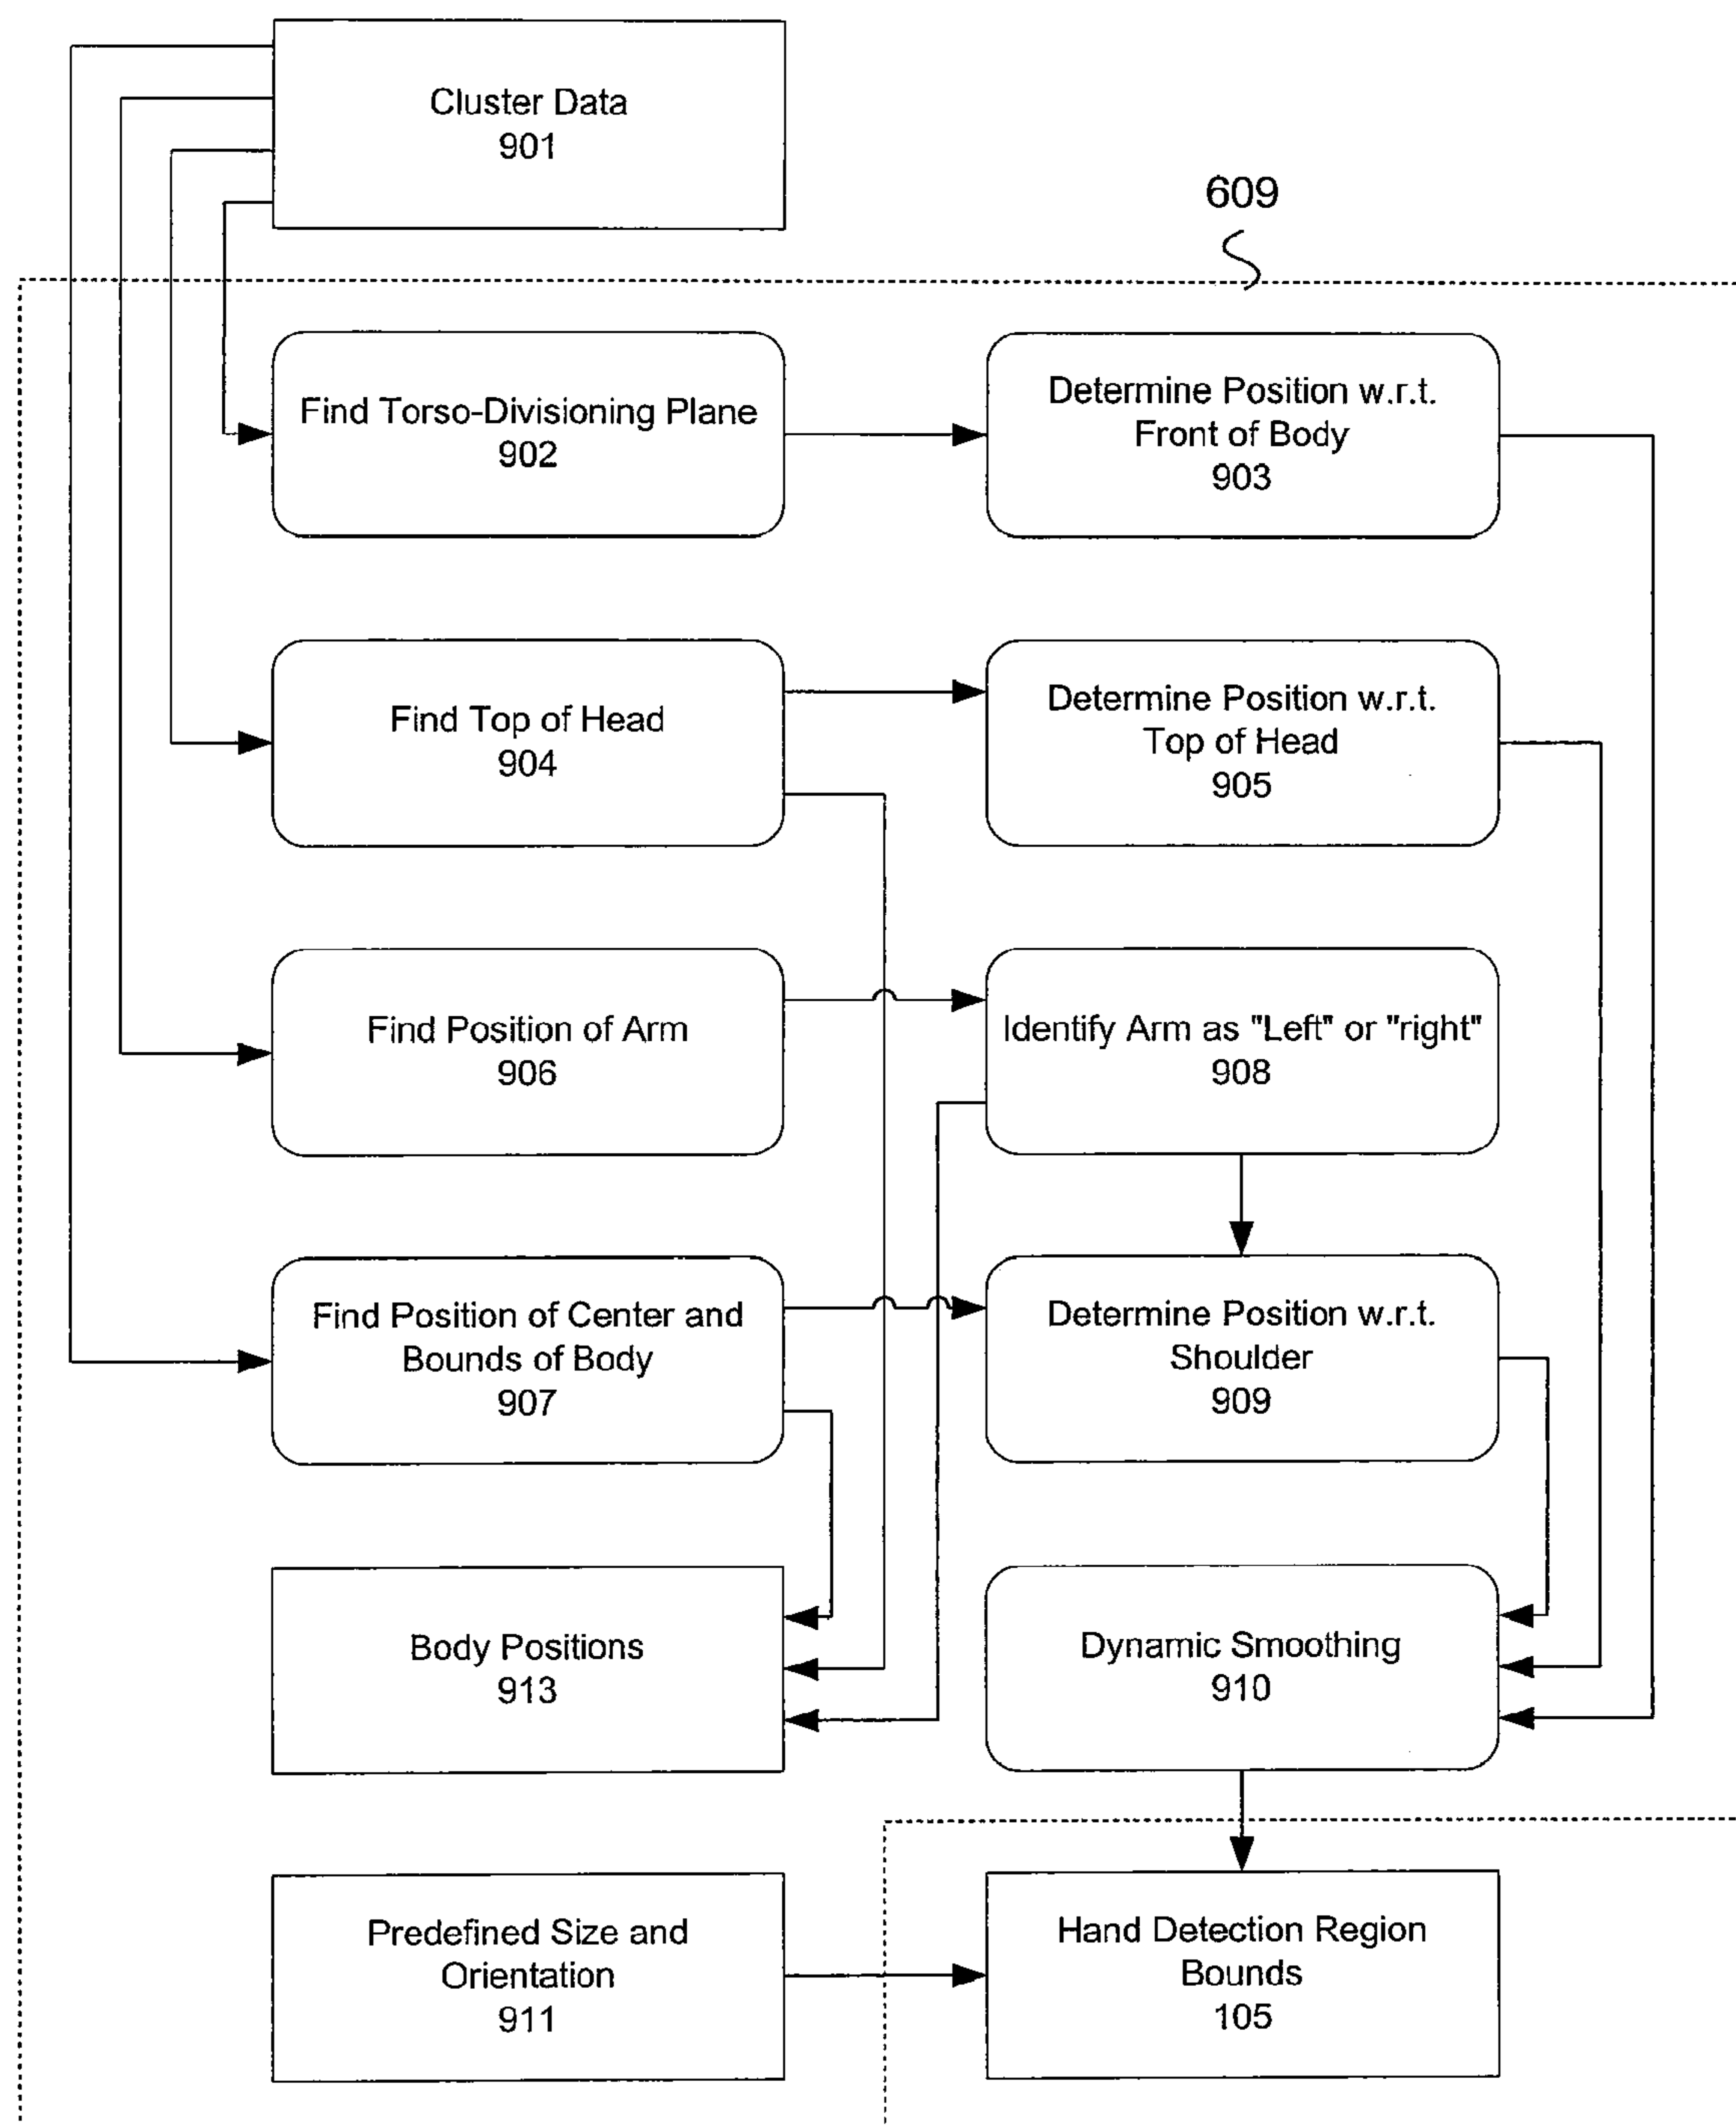 Cluster Data
901
609
Find Torso-Divisioning Plane
902
Determine Position w.r.t.
Front of Body
903
Find Top of Head
904
Determine Position w.r.t.
Top of Head
905
Find Position of Arm
906
Identify Arm as "Left" or "right"
908
Find Position of Center and
Bounds of Body
907
Determine Position w.r.t.
Shoulder
909
Body Positions
913
Dynamic Smoothing
910
Predefined Size and
Orientation
911
Hand Detection Region
Bounds
105